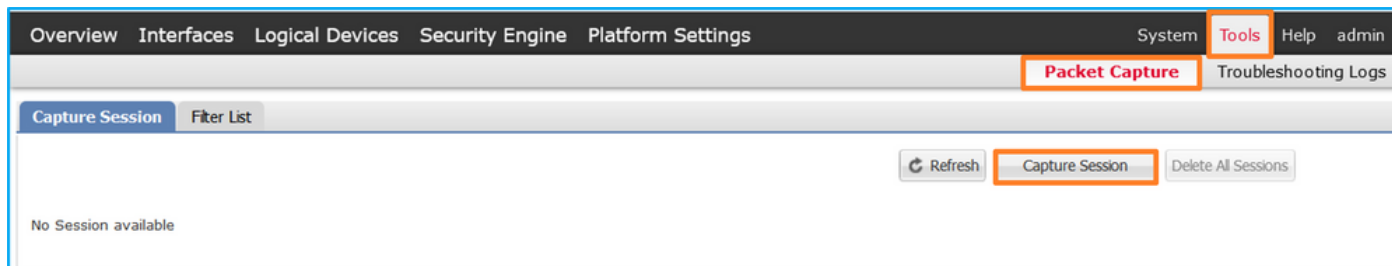 Overview Interfaces Logical Devices Security Engine Platform Settings System Tools Help admin
Packet Capture Troubleshooting Logs
Capture Session Filter List
Refresh Capture Session Delete All Sessions
No Session available